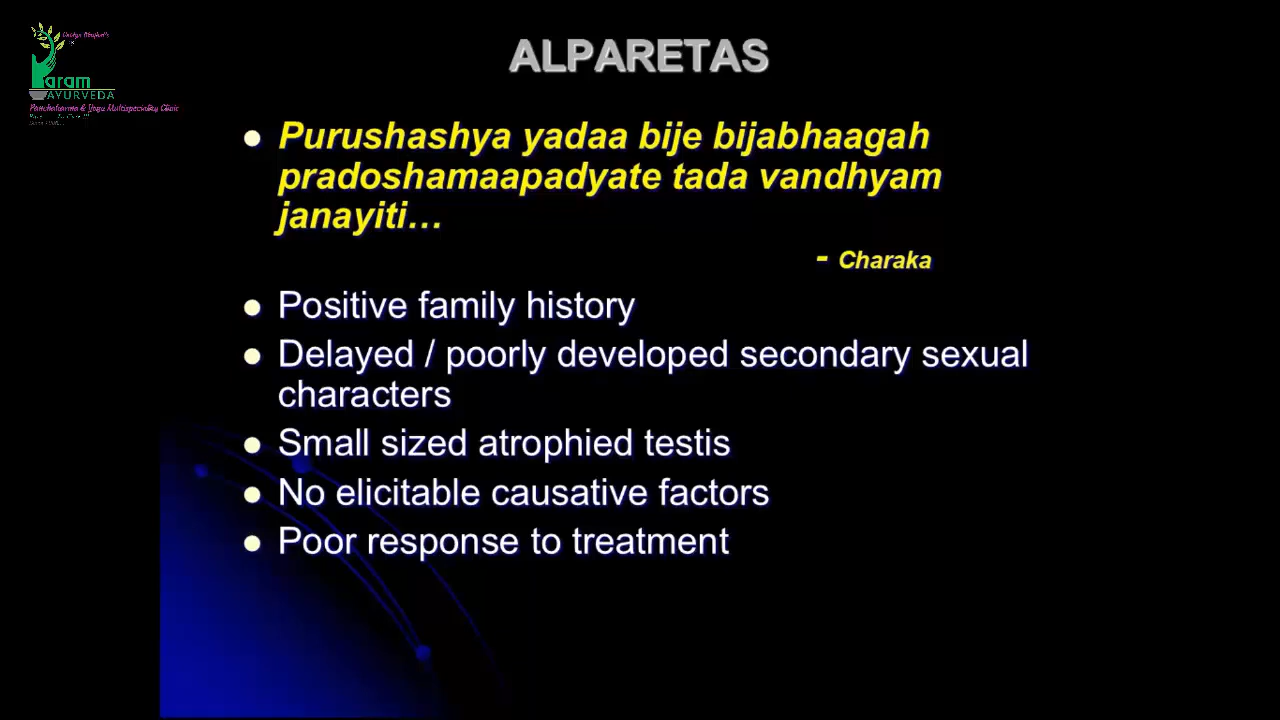 aram
AYURVEDA
Panchakarma & Yoga Multispeciality Clinic
ALPARETAS
Purushashya yadaa bije bijabhaagah
pradoshamaapadyate tada vandhyam
janayiti...
- Charaka
Positive family history
Delayed / poorly developed secondary sexual
characters
Small sized atrophied testis
No elicitable causative factors
Poor response to treatment